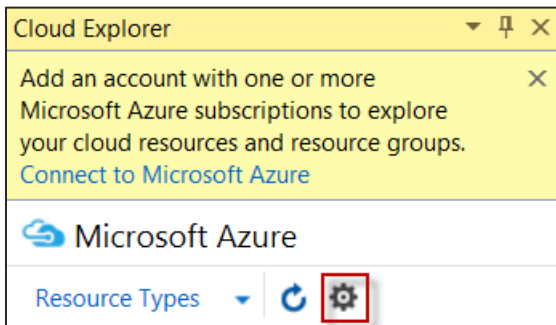 Cloud Explorer
Add an account with one or more
Microsoft Azure subscriptions to explore
your cloud resources and resource groups.
Connect to Microsoft Azure
Microsoft Azure
Resource Types